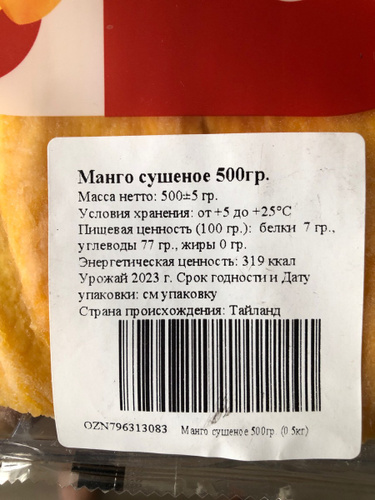 Манго сушеное 500гр.
Масса нетто: 500±5 гр.
Условия хранения: от +5 до +25°С
Пищевая ценность (100 гр.): белки 7 гр.,
углеводы 77 гр., жиры 0 гр.
Энергетическая ценность: 319 ккал
Урожай 2023 г. Срок годности и Дату
упаковки: см упаковку
Страна происхождения: Тайланд
OZN796313083 Манго сушеное 500гр. (0.5кг)